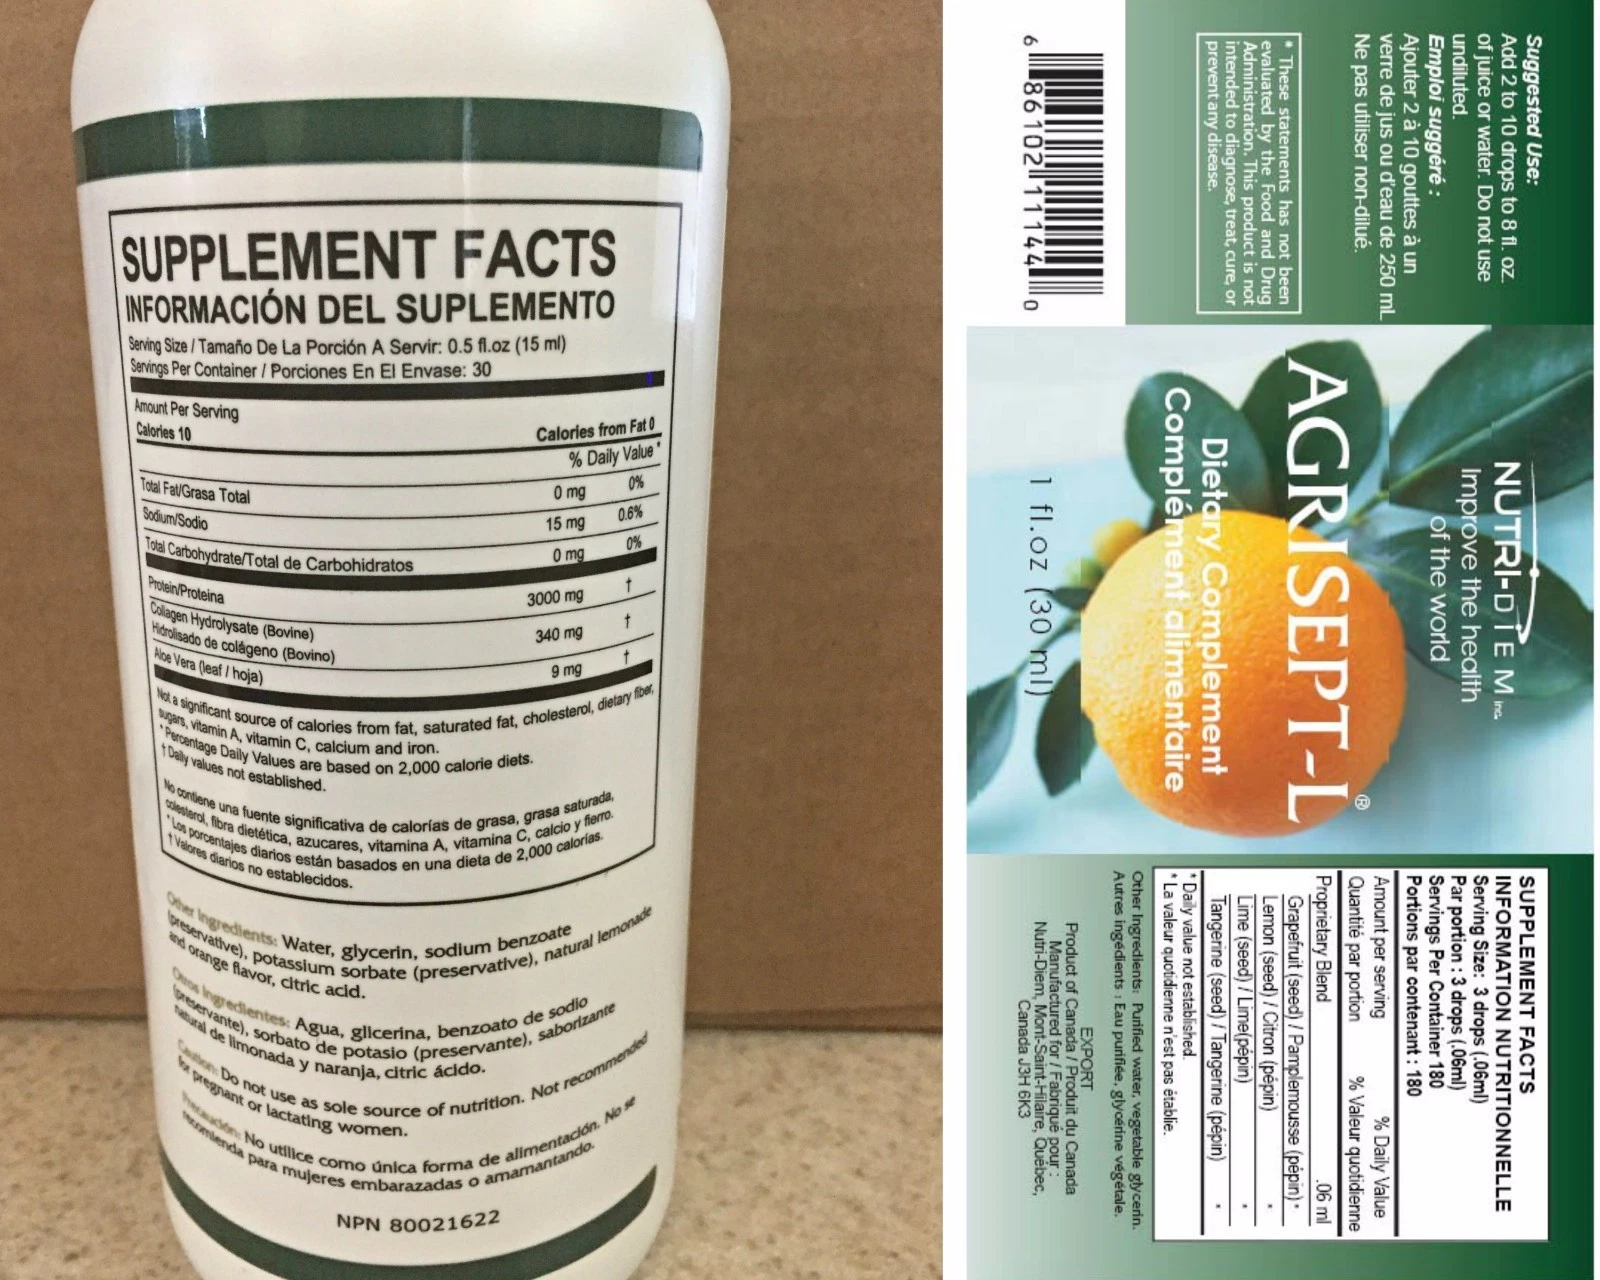 SUPPLEMENT FACTS
INFORMACIÓN DEL SUPLEMENTO
Serving Size / Tamaño De La Porción A Servir: 0.5 fl.oz (15 ml)
Servings Per Container / Porciones En El Envase: 30
Amount Per Serving
Calories 10 Calories from Fat 0
% Daily Value*
Total Fat/Grasa Total 0 mg 0%
Sodium/Sodio 15 mg 0.6%
Total Carbohydrate/Total de Carbohidratos 0 mg 0%
Protein/Proteina 3000 mg †
Collagen Hydrolysate (Bovine)
Hidrolisado de colágeno (Bovino) 340 mg †
Aloe Vera (leaf / hoja) 9 mg †
Not a significant source of calories from fat, saturated fat, cholesterol, dietary fiber,
sugars, vitamin A, vitamin C, calcium and iron.
* Percentage Daily Values are based on 2,000 calorie diets.
† Daily values not established.
No contiene una fuente significativa de calorías de grasa, grasa saturada,
colesterol, fibra dietética, azucares, vitamina A, vitamina C, calcio y fierro.
* Los porcentajes diarios están basados en una dieta de 2,000 calorías.
† Valores diarios no establecidos.
Other Ingredients: Water, glycerin, sodium benzoate
(preservative), potassium sorbate (preservative), natural lemonade
and orange flavor, citric acid.
Otros Ingredientes: Agua, glicerina, benzoato de sodio
(preservante), sorbato de potasio (preservante), saborizante
natural de limonada y naranja, citric ácido.
Caution: Do not use as sole source of nutrition. Not recommended
for pregnant or lactating women.
Precaución: No utilice como única forma de alimentación. No se
recomienda para mujeres embarazadas o amamantando.
NPN 80021622
Suggested Use:
Add 2 to 10 drops to 8 fl. oz.
of juice or water. Do not use
undiluted.
Emploi suggéré :
Ajouter 2 à 10 gouttes à un
verre de jus ou d'eau de 250 mL
Ne pas utiliser non-dilué.
* These statements has not been
evaluated by the Food and Drug
Administration. This product is not
intended to diagnose, treat, cure, or
prevent any disease.
6 86102 11144 0
NUTRI-DIEM inc.
Improve the health
of the world
AGRISEPT-L®
Dietary Complement
Complément alimentaire
1 fl.oz (30 ml)
SUPPLEMENT FACTS
INFORMATION NUTRITIONNELLE
Serving Size: 3 drops (.06ml)
Par portion : 3 drops (.06ml)
Servings Per Container 180
Portions par contenant : 180
Amount per serving % Daily Value
Quantité par portion % Valeur quotidienne
Proprietary Blend .06 ml
Grapefruit (seed) / Pamplemousse (pépin) *
Lemon (seed) / Citron (pépin) *
Lime (seed) / Lime(pépin) *
Tangerine (seed) / Tangerine (pépin) *
* Daily value not established.
* La valeur quotidienne n'est pas établie.
Other Ingredients: Purified water, vegetable glycerin.
Autres ingédients : Eau purifiée, glycérine végétale.
EXPORT
Product of Canada / Produit du Canada
Manufactured for / Fabriqué pour :
Nutri-Diem, Mont-Saint-Hilaire, Québec,
Canada J3H 6K3